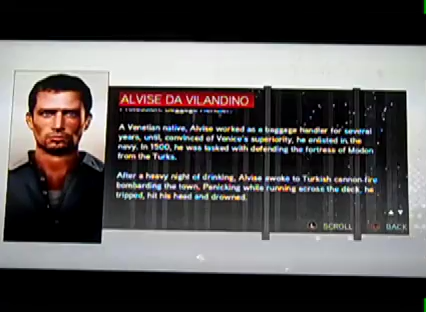 ALVISE DA VILANDINO
Profession: Baggage Handler
A Venetian native, Alvise worked as a baggage handler for several
years, until, convinced of Venice's superiority, he enlisted in the
navy. In 1500, he was tasked with defending the fortress of Modon
from the Turks.
After a heavy night of drinking, Alvise awoke to Turkish cannon-fire
bombarding the town. Panicking while running across the deck, he
tripped, hit his head and drowned.
SCROLL
BACK